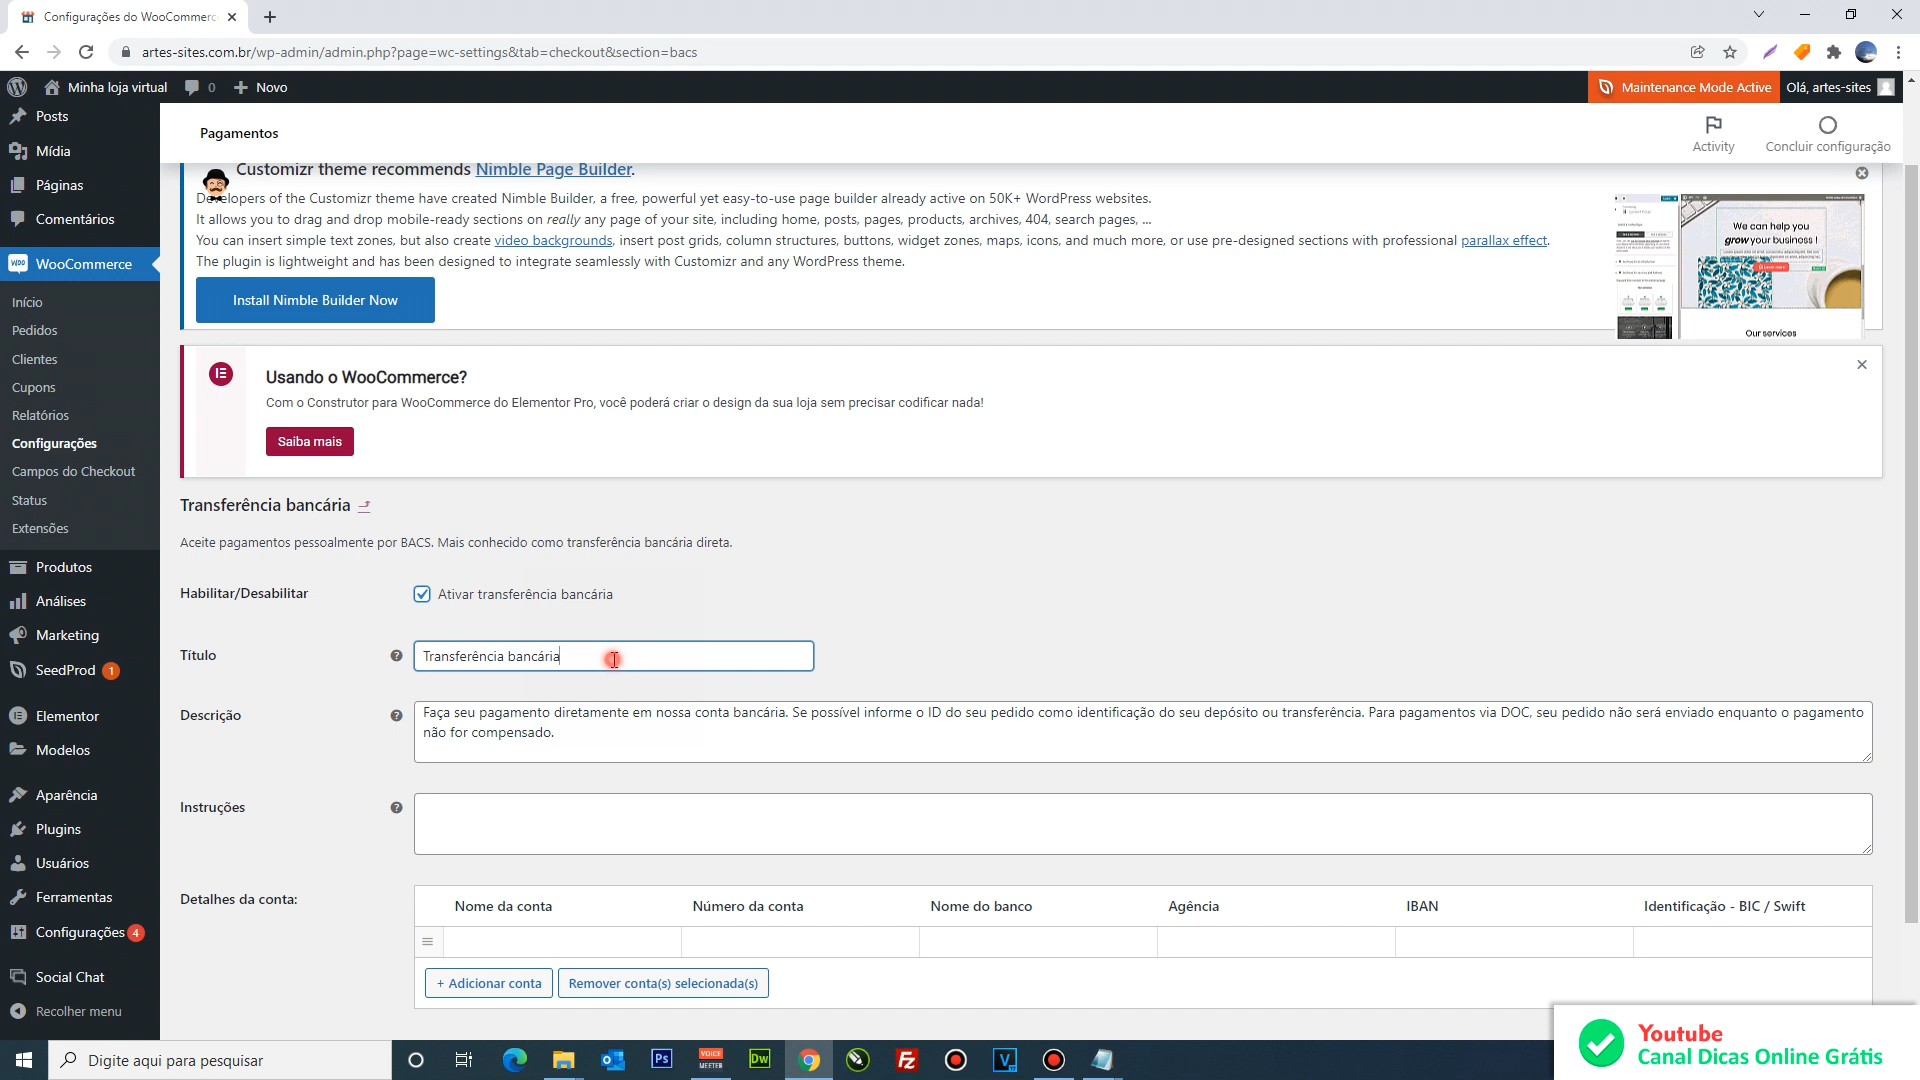 Configurações do WooCommerc
artes-sites.com.br/wp-admin/admin.php?page=wc-settings&tab=checkout&section=bacs
Minha loja virtual
0
Novo
Maintenance Mode Active
Olá, artes-sites
Posts
Mídia
Páginas
Comentários
WooCommerce
Início
Pedidos
Clientes
Cupons
Relatórios
Configurações
Campos do Checkout
Status
Extensões
Produtos
Análises
Marketing
SeedProd 1
Elementor
Modelos
Aparência
Plugins
Usuários
Ferramentas
Configurações 4
Social Chat
Recolher menu
Pagamentos
Activity
Concluir configuração
Customizr theme recommends Nimble Page Builder.
Developers of the Customizr theme have created Nimble Builder, a free, powerful yet easy-to-use page builder already active on 50K+ WordPress websites.
It allows you to drag and drop mobile-ready sections on really any page of your site, including home, posts, pages, products, archives, 404, search pages, ...
You can insert simple text zones, but also create video backgrounds, insert post grids, column structures, buttons, widget zones, maps, icons, and much more, or use pre-designed sections with professional parallax effect.
The plugin is lightweight and has been designed to integrate seamlessly with Customizr and any WordPress theme.
Install Nimble Builder Now
We can help you
grow your business !
Our services
Usando o WooCommerce?
Com o Construtor para WooCommerce do Elementor Pro, você poderá criar o design da sua loja sem precisar codificar nada!
Saiba mais
Transferência bancária
Aceite pagamentos pessoalmente por BACS. Mais conhecido como transferência bancária direta.
Habilitar/Desabilitar
Ativar transferência bancária
Título
Transferência bancária
Descrição
Faça seu pagamento diretamente em nossa conta bancária. Se possível informe o ID do seu pedido como identificação do seu depósito ou transferência. Para pagamentos via DOC, seu pedido não será enviado enquanto o pagamento
não for compensado.
Instruções
Detalhes da conta:
Nome da conta
Número da conta
Nome do banco
Agência
IBAN
Identificação - BIC / Swift
+ Adicionar conta
Remover conta(s) selecionada(s)
Youtube
Canal Dicas Online Grátis
Digite aqui para pesquisar
Ps
VOICE
MEETER
Dw
Fz
V